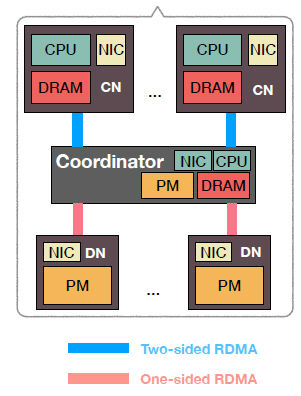 CPU NIC CPU NIC
DRAM CN ... DRAM CN
Coordinator NIC CPU
PM DRAM
NIC DN NIC DN
PM ... PM
Two-sided RDMA
One-sided RDMA